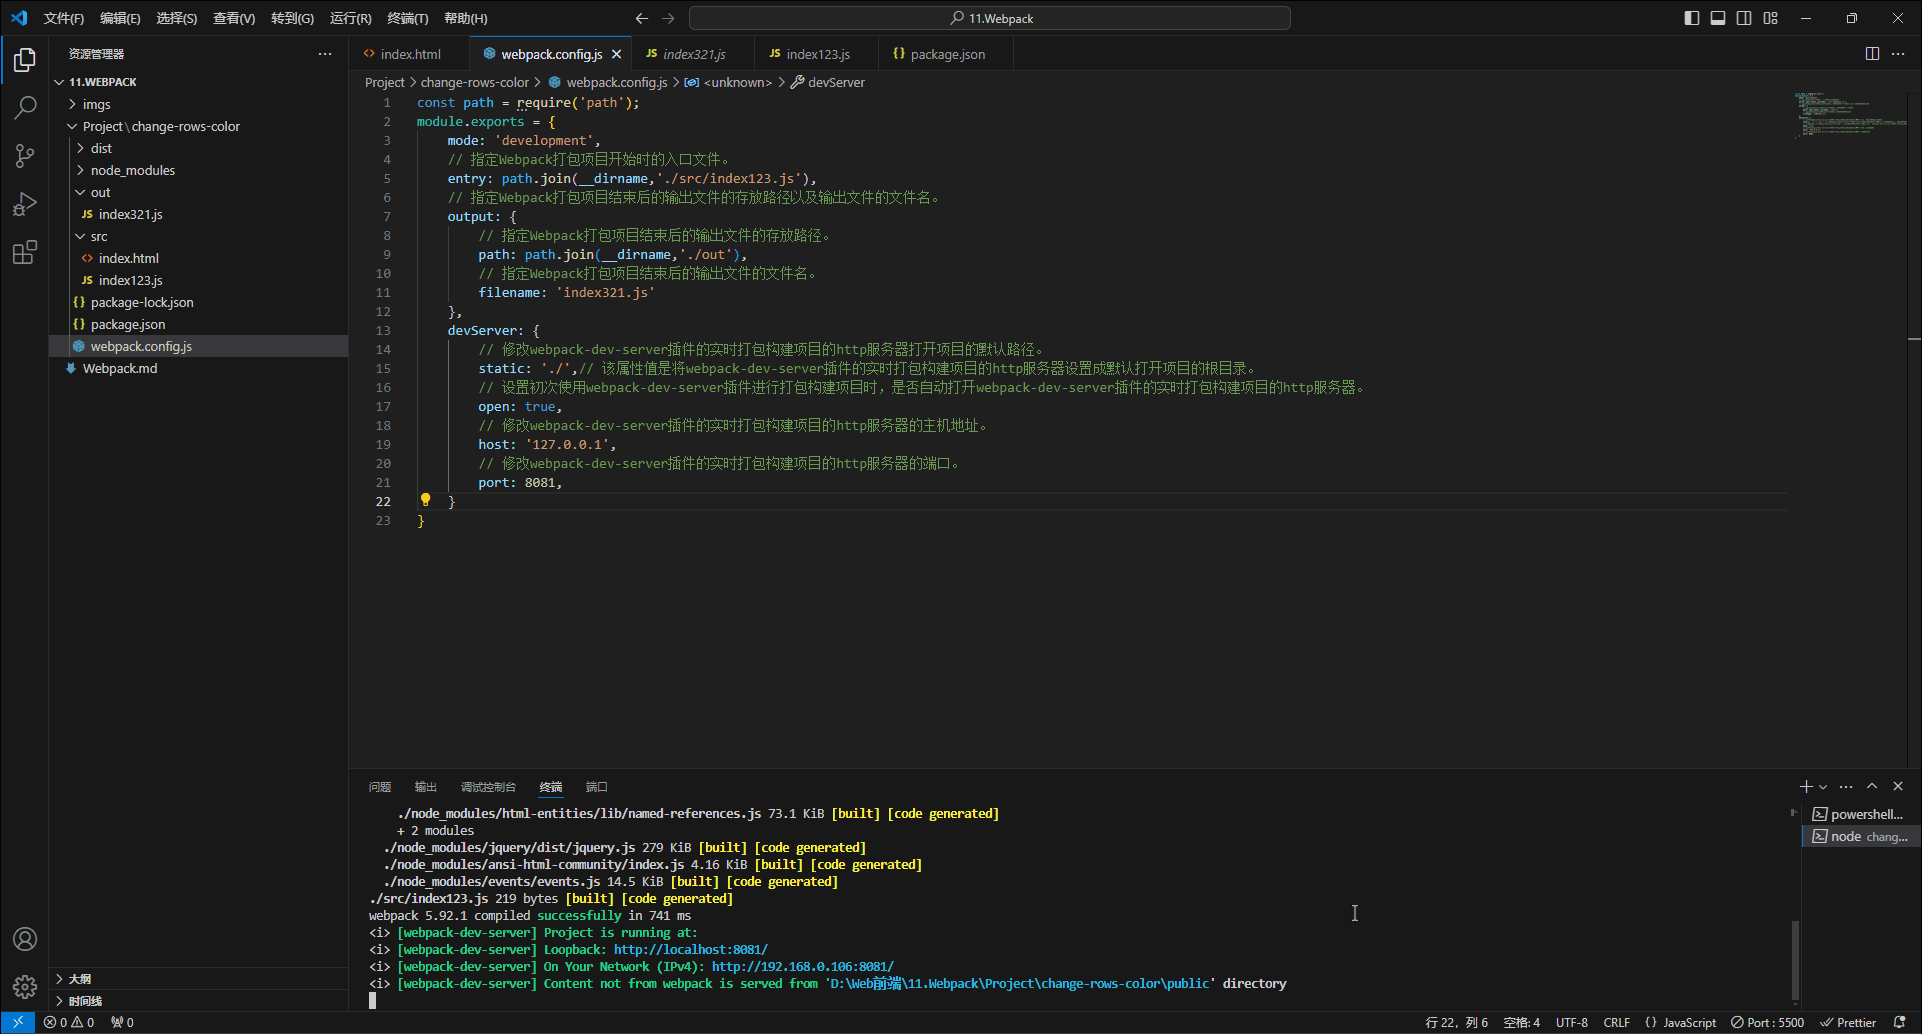 文件(F) 编辑(E) 选择(S) 查看(V) 转到(G) 运行(R) 终端(T) 帮助(H) 11.Webpack
资源管理器
11.WEBPACK
imgs
Project\change-rows-color
dist
node_modules
out
JS index321.js
src
<> index.html
JS index123.js
{} package-lock.json
{} package.json
webpack.config.js
Webpack.md
大纲
时间线
<> index.html webpack.config.js JS index321.js JS index123.js {} package.json
Project > change-rows-color > webpack.config.js > <unknown> > devServer
1 const path = require('path');
2 module.exports = {
3 mode: 'development',
4 // 指定Webpack打包项目开始时的入口文件。
5 entry: path.join(__dirname,'./src/index123.js'),
6 // 指定Webpack打包项目结束后的输出文件的存放路径以及输出文件的文件名。
7 output: {
8 // 指定Webpack打包项目结束后的输出文件的存放路径。
9 path: path.join(__dirname,'./out'),
10 // 指定Webpack打包项目结束后的输出文件的文件名。
11 filename: 'index321.js'
12 },
13 devServer: {
14 // 修改webpack-dev-server插件的实时打包构建项目的http服务器打开项目的默认路径。
15 static: './',// 该属性值是将webpack-dev-server插件的实时打包构建项目的http服务器设置成默认打开项目的根目录。
16 // 设置初次使用webpack-dev-server插件进行打包构建项目时，是否自动打开webpack-dev-server插件的实时打包构建项目的http服务器。
17 open: true,
18 // 修改webpack-dev-server插件的实时打包构建项目的http服务器的主机地址。
19 host: '127.0.0.1',
20 // 修改webpack-dev-server插件的实时打包构建项目的http服务器的端口。
21 port: 8081,
22 }
23 }
问题 输出 调试控制台 终端 端口
./node_modules/html-entities/lib/named-references.js 73.1 KiB [built] [code generated]
+ 2 modules
./node_modules/jquery/dist/jquery.js 279 KiB [built] [code generated]
./node_modules/ansi-html-community/index.js 4.16 KiB [built] [code generated]
./node_modules/events/events.js 14.5 KiB [built] [code generated]
./src/index123.js 219 bytes [built] [code generated]
webpack 5.92.1 compiled successfully in 741 ms
<i> [webpack-dev-server] Project is running at:
<i> [webpack-dev-server] Loopback: http://localhost:8081/
<i> [webpack-dev-server] On Your Network (IPv4): http://192.168.0.106:8081/
<i> [webpack-dev-server] Content not from webpack is served from 'D:\Web前端\11.Webpack\Project\change-rows-color\public' directory
powershell...
node chang...
0 0 0 行 22，列 6 空格: 4 UTF-8 CRLF {} JavaScript Port : 5500 Prettier